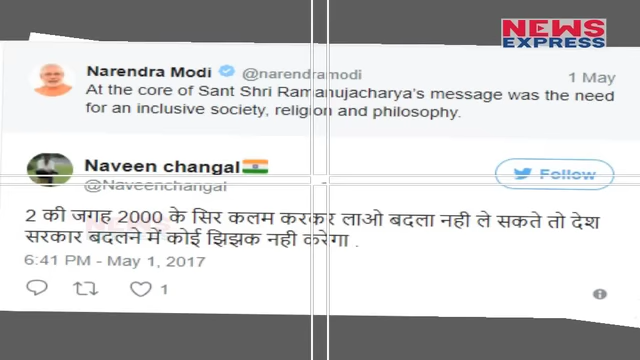 NEWS
EXPRESS
Narendra Modi @narendramodi
1 May
At the core of Sant Shri Ramanujacharya's message was the need
for an inclusive society, religion and philosophy.
Naveen changal
Follow
@Naveenchangal
2 की जगह 2000 के सिर कलम करकर लाओ बदला नही ले सकते तो देश
सरकार बदलने में कोई झिझक नही करेगा .
6:41 PM - May 1, 2017
1